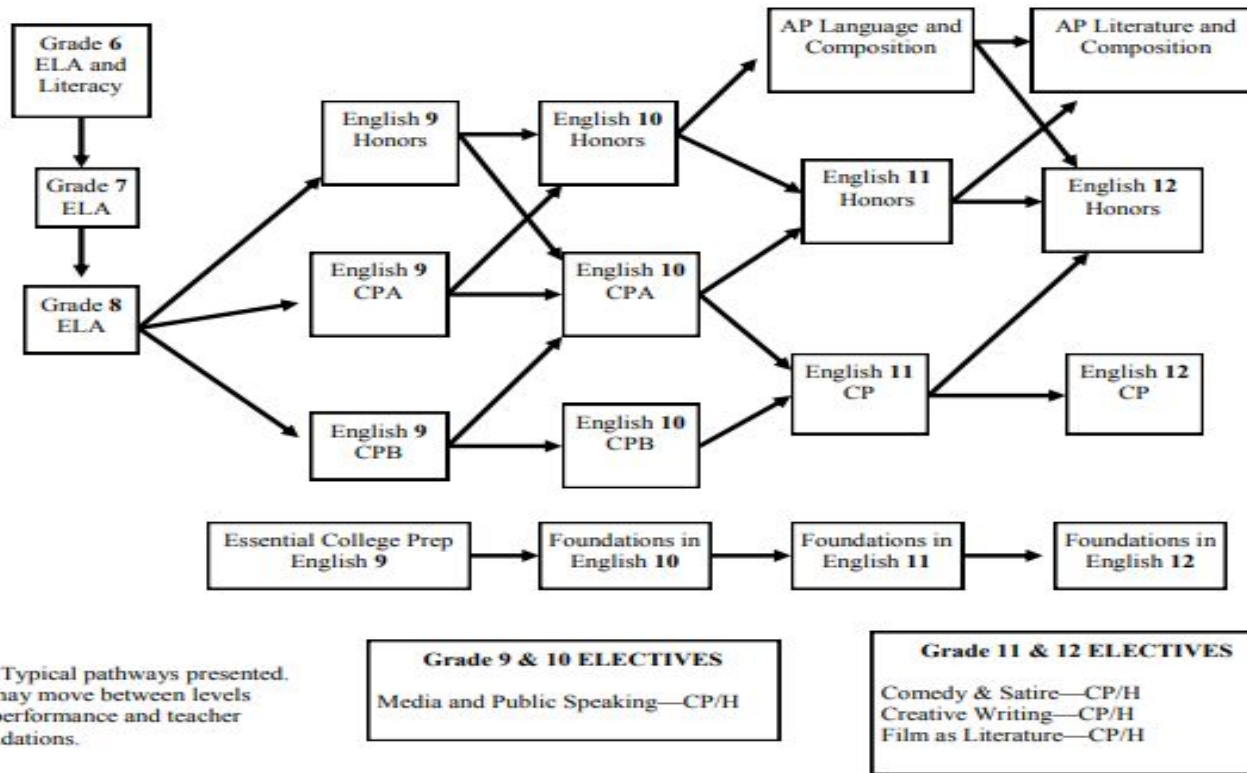 Grade 6
ELA and
Literacy
Grade 7
ELA
Grade 8
ELA
English 9
Honors
English 9
CPA
English 9
CPB
English 10
Honors
English 10
CPA
English 10
CPB
AP Language and
Composition
English 11
Honors
English 11
CP
AP Literature and
Composition
English 12
Honors
English 12
CP
Essential College Prep
English 9
Foundations in
English 10
Foundations in
English 11
Foundations in
English 12
Typical pathways presented.
may move between levels
performance and teacher
dations.
Grade 9 & 10 ELECTIVES
Media and Public Speaking—CP/H
Grade 11 & 12 ELECTIVES
Comedy & Satire—CP/H
Creative Writing—CP/H
Film as Literature—CP/H